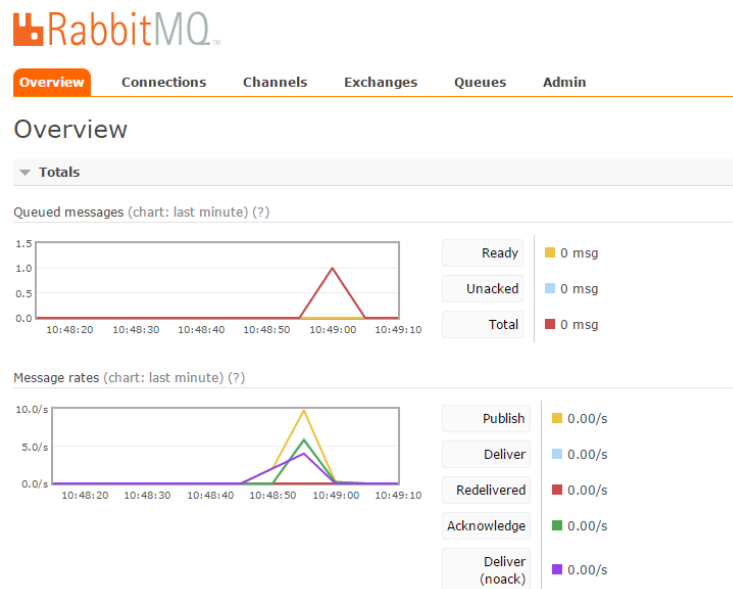 RabbitMQ™
Overview Connections Channels Exchanges Queues Admin
Overview
Totals
Queued messages (chart: last minute) (?)
1.5
1.0
0.5
0.0
10:48:20 10:48:30 10:48:40 10:48:50 10:49:00 10:49:10
Ready 0 msg
Unacked 0 msg
Total 0 msg
Message rates (chart: last minute) (?)
10.0/s
5.0/s
0.0/s
10:48:20 10:48:30 10:48:40 10:48:50 10:49:00 10:49:10
Publish 0.00/s
Deliver 0.00/s
Redelivered 0.00/s
Acknowledge 0.00/s
Deliver
(noack) 0.00/s